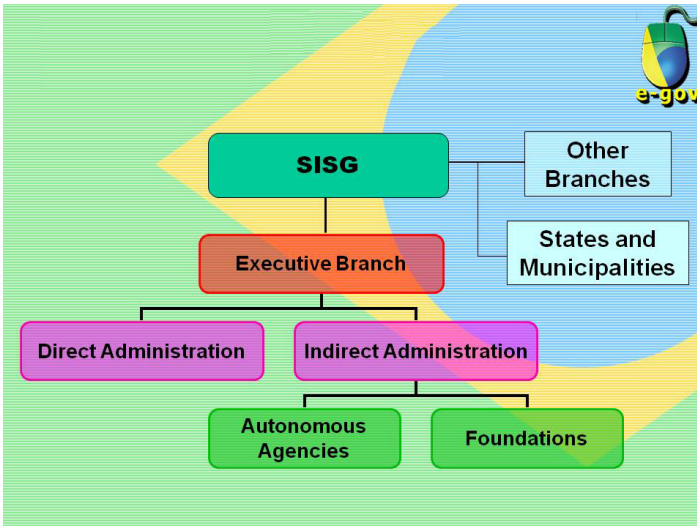 e-gov
SISG
Other
Branches
States and
Municipalities
Executive Branch
Direct Administration
Indirect Administration
Autonomous
Agencies
Foundations